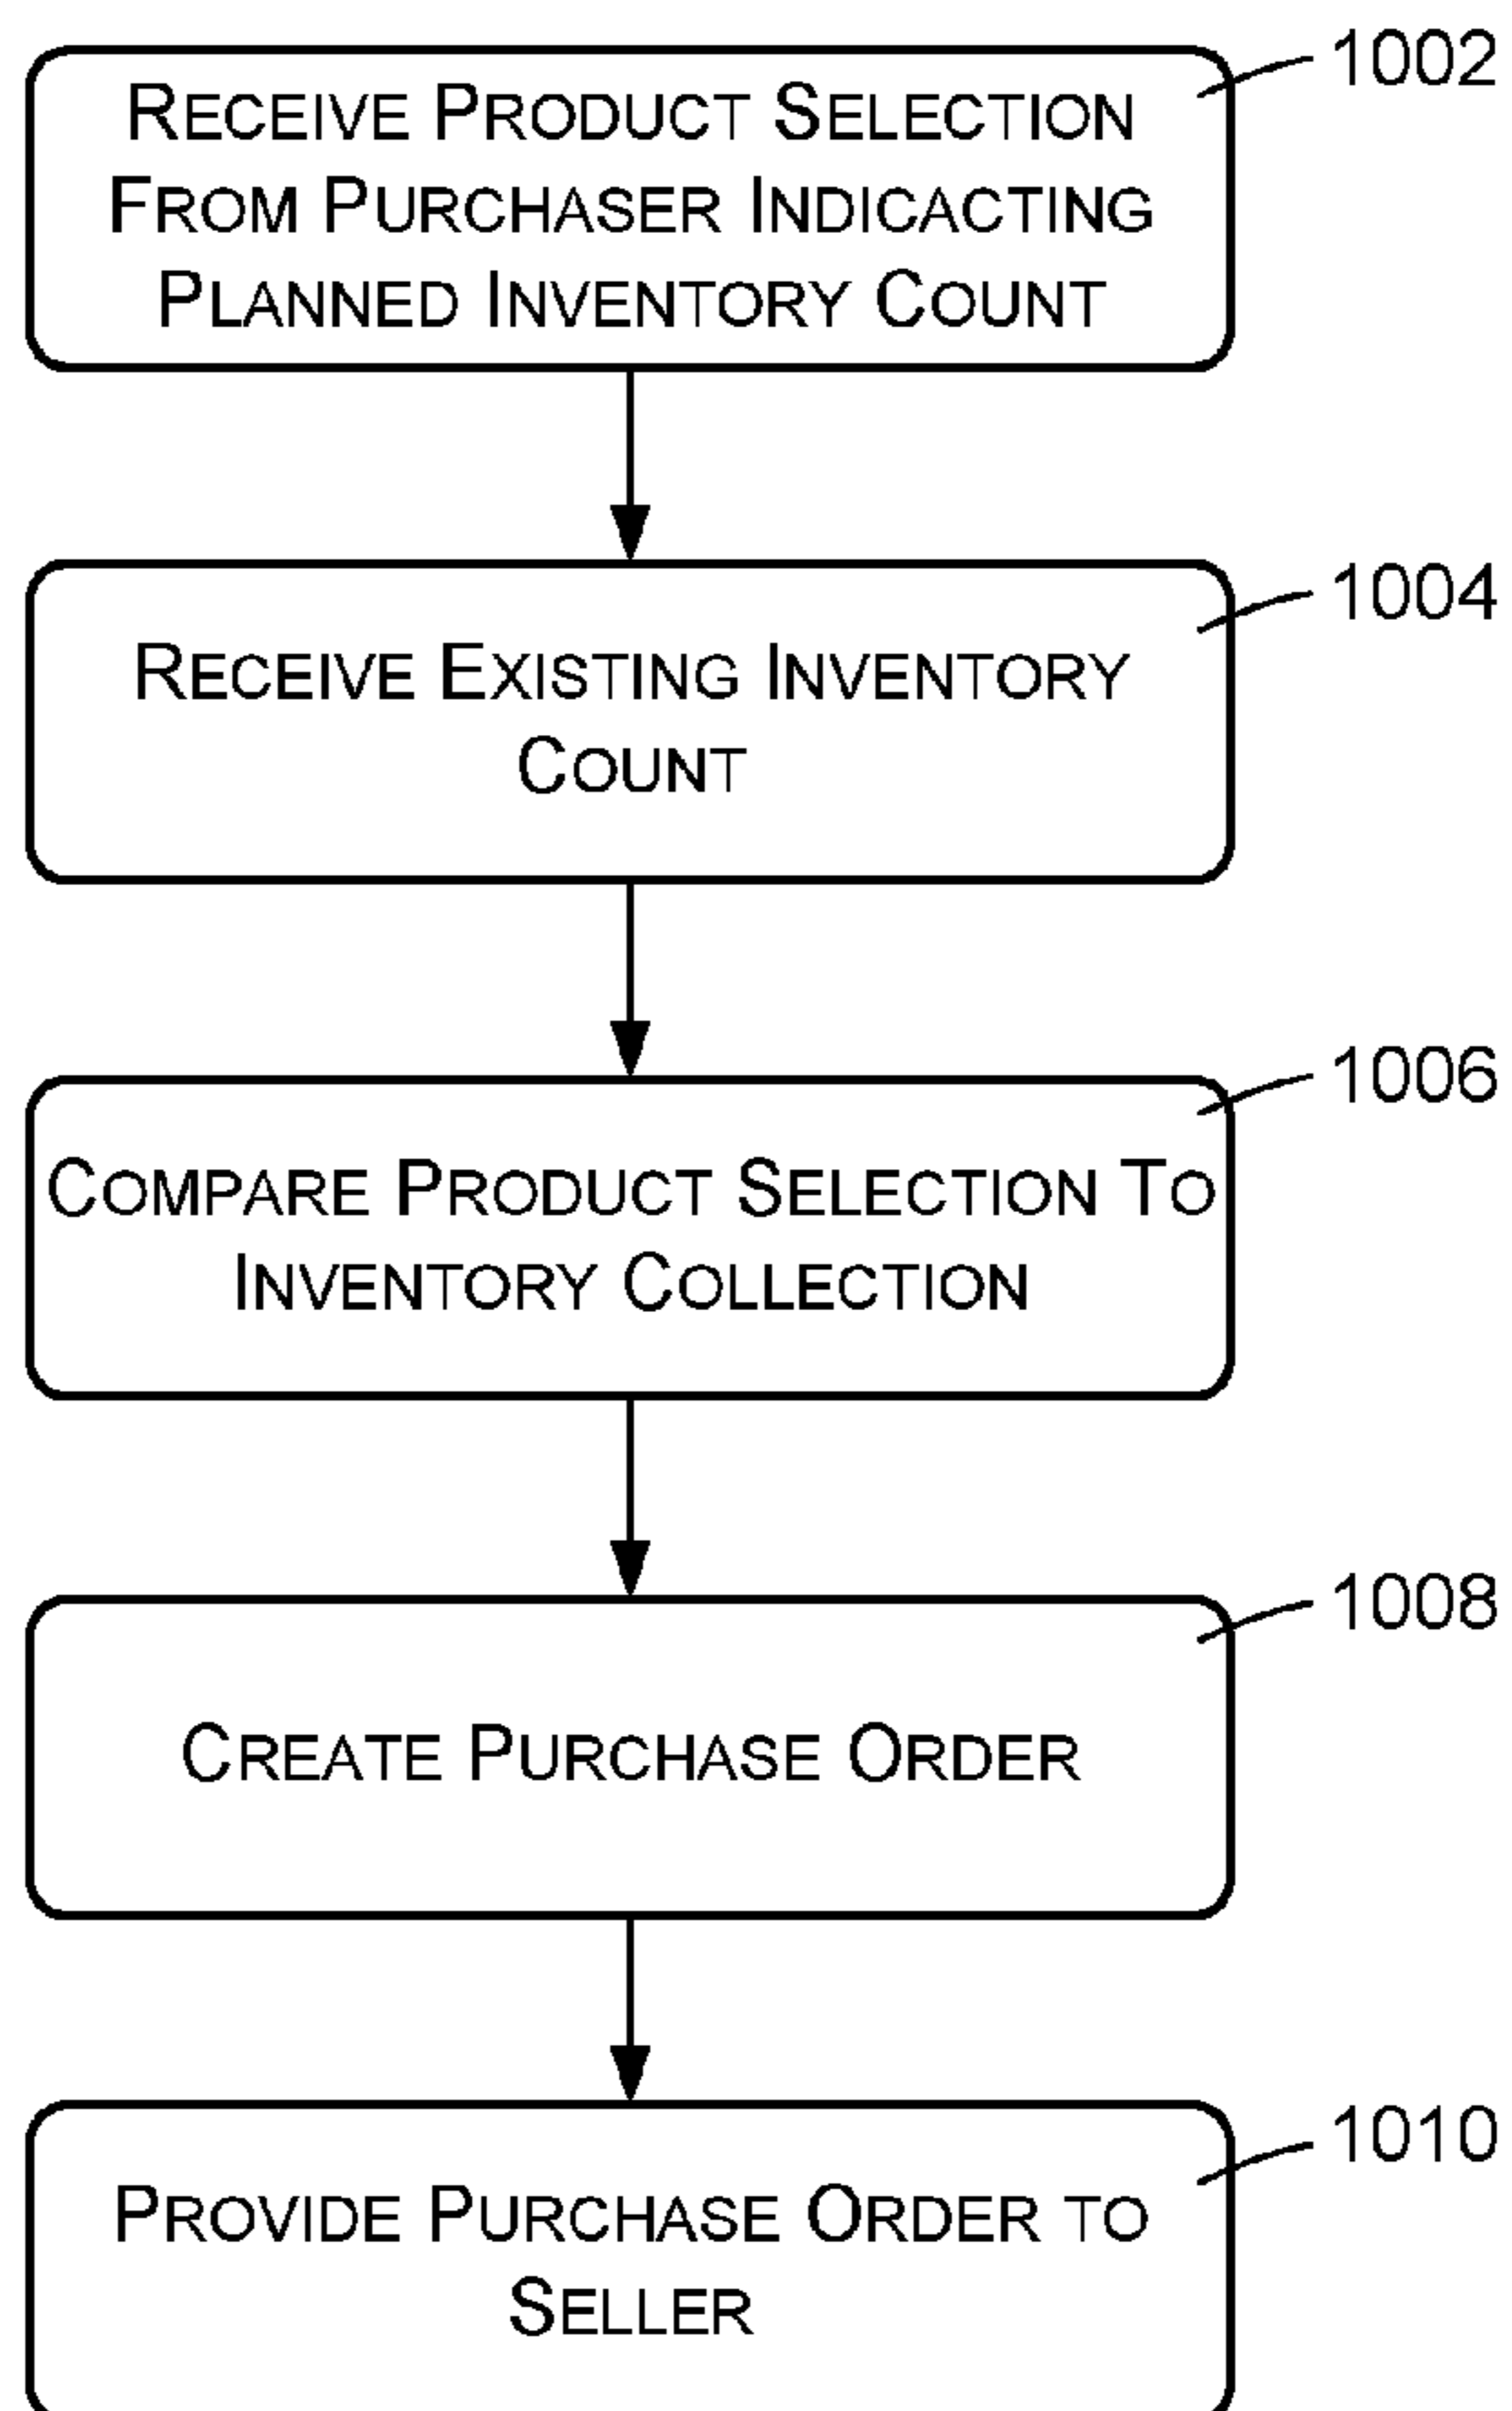 1002
RECEIVE PRODUCT SELECTION
FROM PURCHASER INDICACTING
PLANNED INVENTORY COUNT
1004
RECEIVE EXISTING INVENTORY
COUNT
1006
COMPARE PRODUCT SELECTION TO
INVENTORY COLLECTION
1008
CREATE PURCHASE ORDER
1010
PROVIDE PURCHASE ORDER TO
SELLER